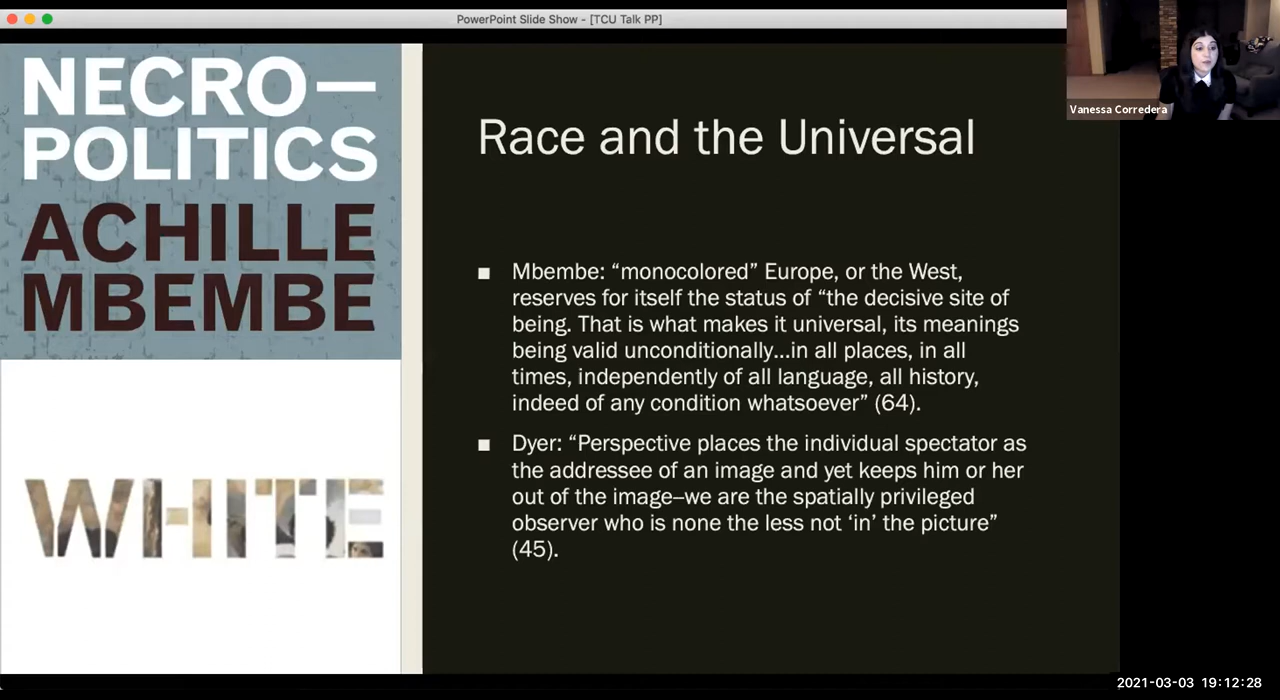 PowerPoint Slide Show - [TCU Talk PP]
NECRO—
POLITICS
ACHILLE
MBEMBE
WHITE
Race and the Universal
■ Mbembe: “monocolored” Europe, or the West,
reserves for itself the status of “the decisive site of
being. That is what makes it universal, its meanings
being valid unconditionally...in all places, in all
times, independently of all language, all history,
indeed of any condition whatsoever” (64).
■ Dyer: “Perspective places the individual spectator as
the addressee of an image and yet keeps him or her
out of the image–we are the spatially privileged
observer who is none the less not ‘in’ the picture”
(45).
Vanessa Corredera
2021-03-03 19:12:28